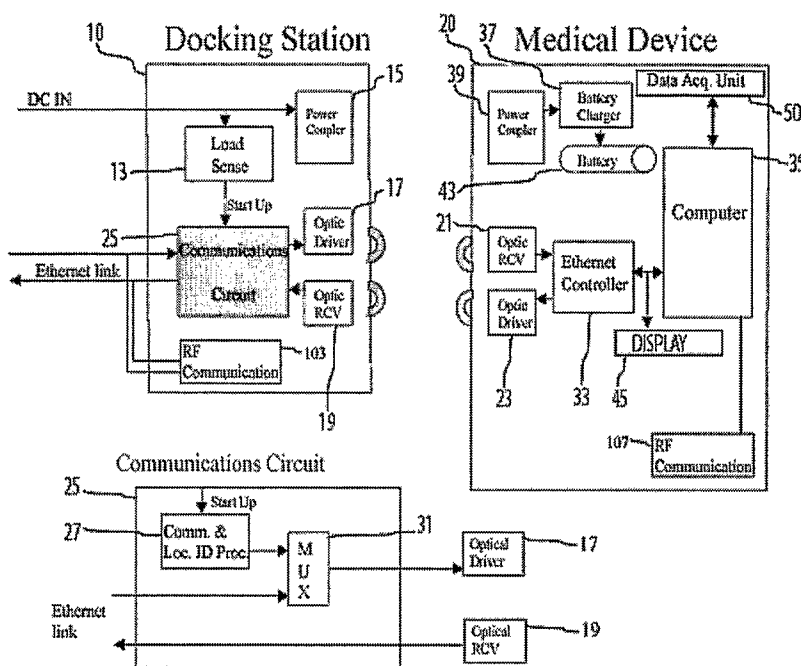 Docking Station
10
DC IN
15
Power
Coupler
Load
Sense
13
Start Up
17
25
Optic
Driver
Communications
Circuit
Ethernet link
Optic
RCV
RF
Communication
103
19
Medical Device
20
37
39
Battery
Charger
Data Acq. Unit
50
Power
Coupler
35
Battery
43
Computer
21
Optic
RCV
Ethernet
Controller
Optic
Driver
23
33
DISPLAY
45
107
RF
Communication
Communications Circuit
25
Start Up
31
27
Comm. &
Loc. ID Proc.
M
U
X
Optical
Driver
17
Ethernet
link
Optical
RCV
19